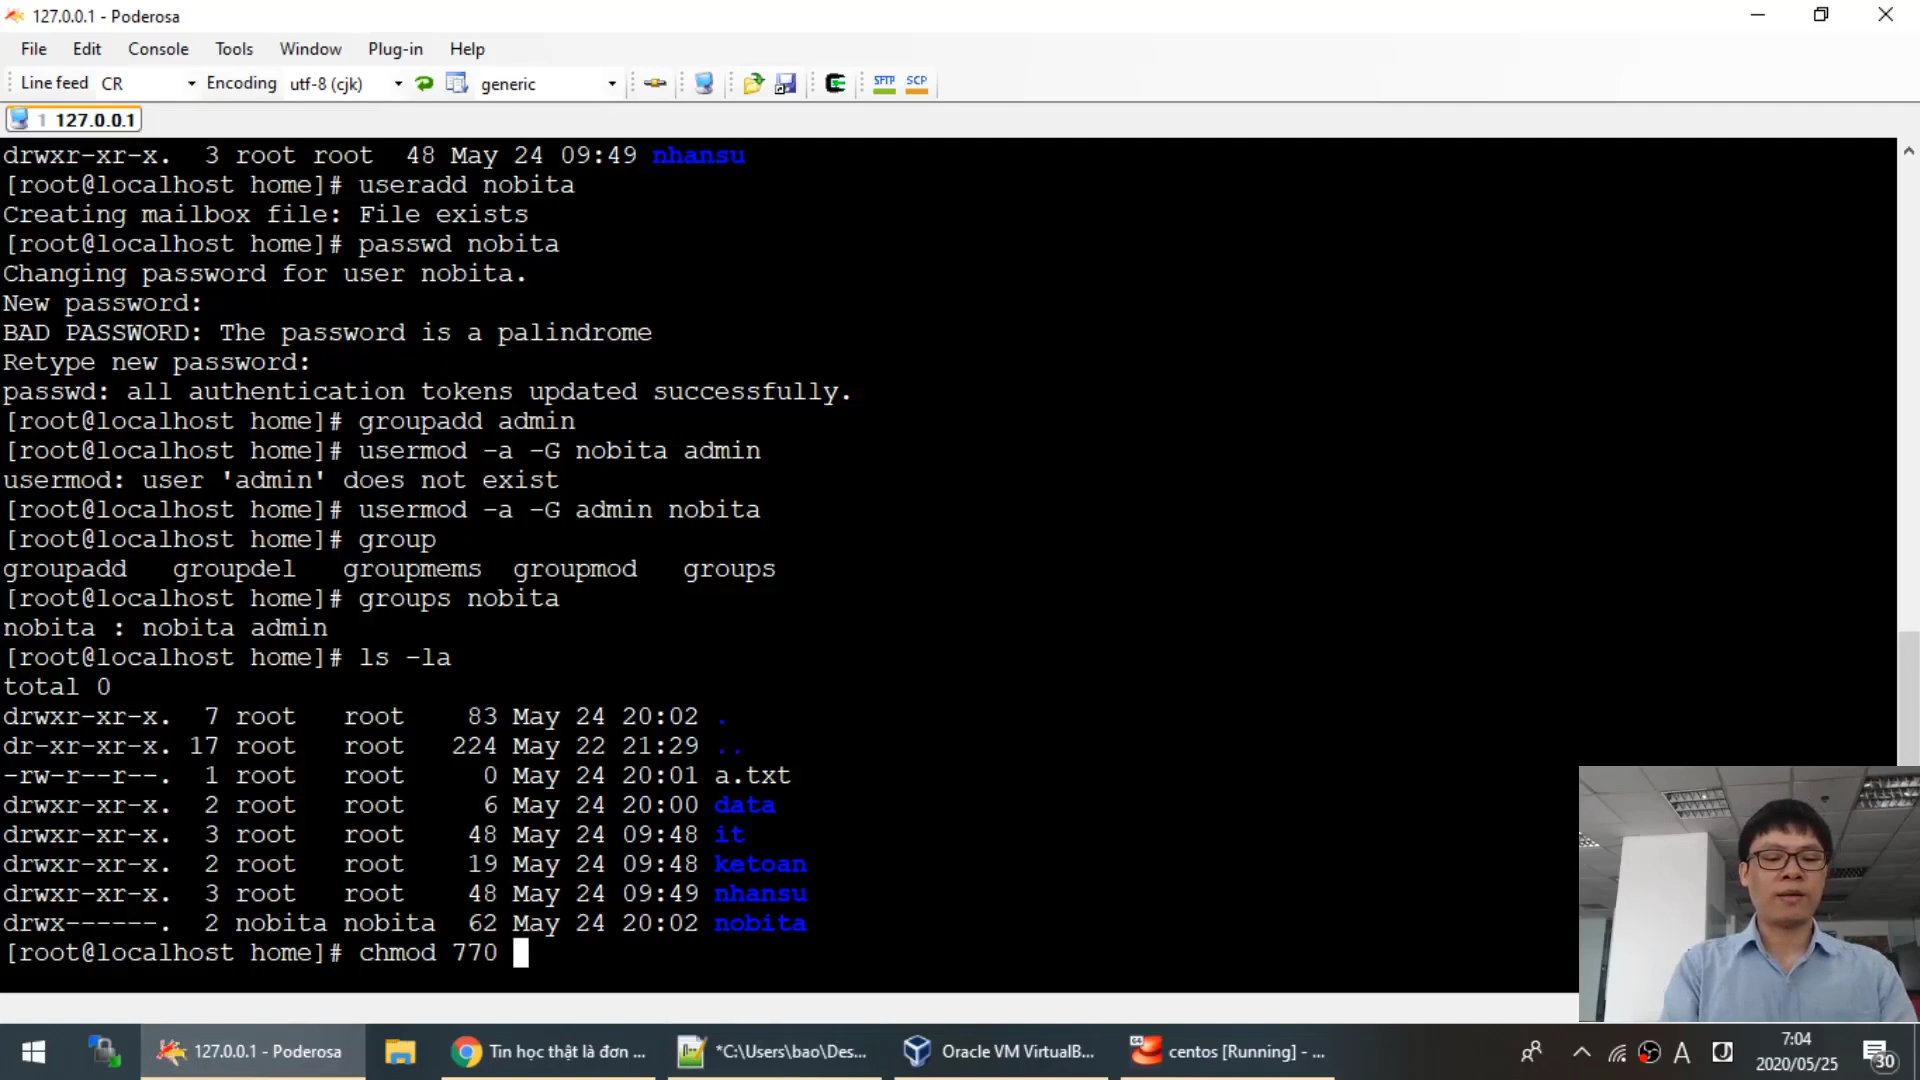 127.0.0.1 - Poderosa
File Edit Console Tools Window Plug-in Help
Line feed CR Encoding utf-8 (cjk) generic SFTP SCP
1 127.0.0.1
drwxr-xr-x. 3 root root 48 May 24 09:49 nhansu
[root@localhost home]# useradd nobita
Creating mailbox file: File exists
[root@localhost home]# passwd nobita
Changing password for user nobita.
New password:
BAD PASSWORD: The password is a palindrome
Retype new password:
passwd: all authentication tokens updated successfully.
[root@localhost home]# groupadd admin
[root@localhost home]# usermod -a -G nobita admin
usermod: user 'admin' does not exist
[root@localhost home]# usermod -a -G admin nobita
[root@localhost home]# group
groupadd groupdel groupmems groupmod groups
[root@localhost home]# groups nobita
nobita : nobita admin
[root@localhost home]# ls -la
total 0
drwxr-xr-x. 7 root root 83 May 24 20:02 .
dr-xr-xr-x. 17 root root 224 May 22 21:29 ..
-rw-r--r--. 1 root root 0 May 24 20:01 a.txt
drwxr-xr-x. 2 root root 6 May 24 20:00 data
drwxr-xr-x. 3 root root 48 May 24 09:48 it
drwxr-xr-x. 2 root root 19 May 24 09:48 ketoan
drwxr-xr-x. 3 root root 48 May 24 09:49 nhansu
drwx------. 2 nobita nobita 62 May 24 20:02 nobita
[root@localhost home]# chmod 770
127.0.0.1 - Poderosa Tin học thật là đơn ... *C:\Users\bao\Des... Oracle VM VirtualB... centos [Running] - ... A J 7:04
2020/05/25 30